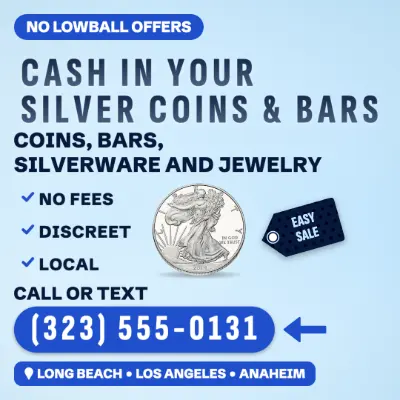 NO LOWBALL OFFERS
CASH IN YOUR
SILVER COINS & BARS
COINS, BARS,
SILVERWARE AND JEWELRY
NO FEES
DISCREET
LOCAL
EASY
SALE
CALL OR TEXT
(323) 555-0131
LONG BEACH • LOS ANGELES • ANAHEIM